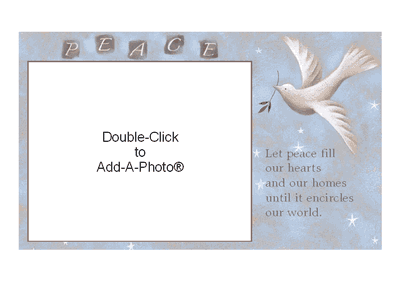 PEACE
Double-Click
to
Add-A-Photo®
Let peace fill
our hearts
and our homes
until it encircles
our world.